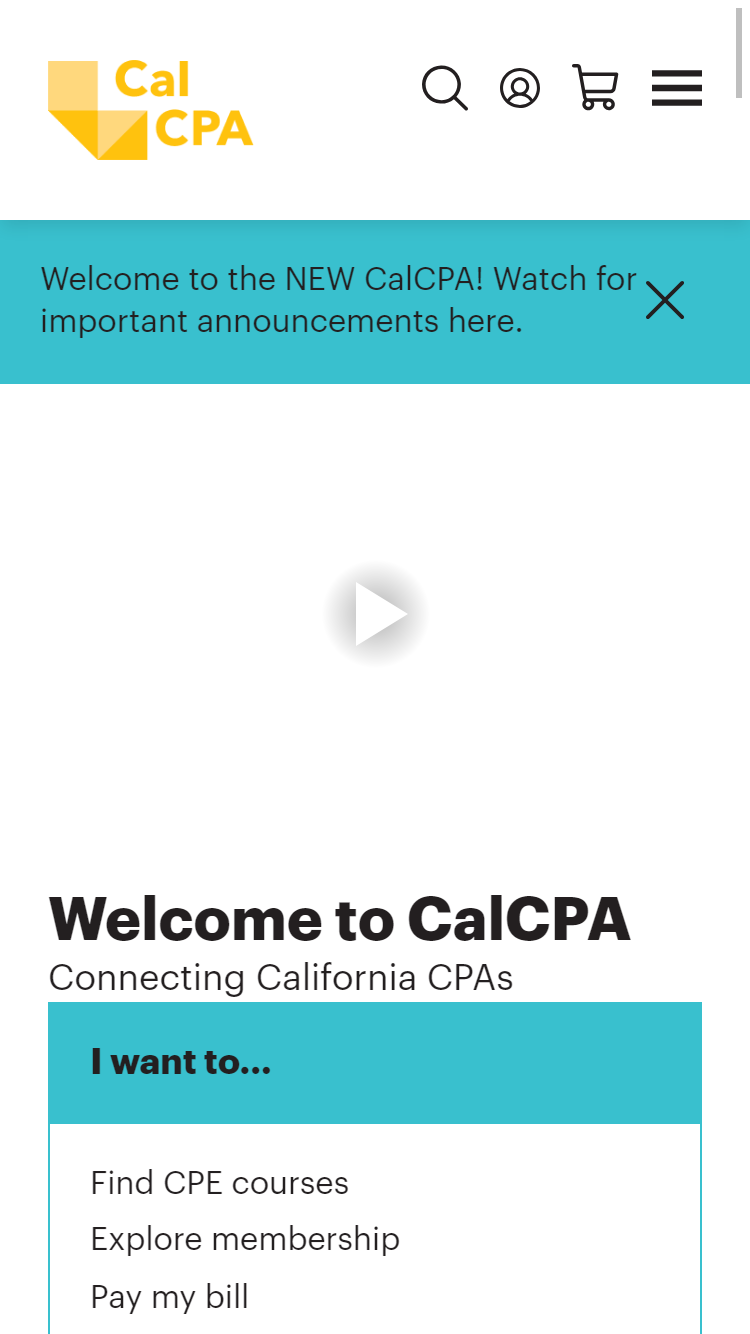 Cal
CPA
Welcome to the NEW CalCPA! Watch for
important announcements here.
Welcome to CalCPA
Connecting California CPAs
I want to...
Find CPE courses
Explore membership
Pay my bill